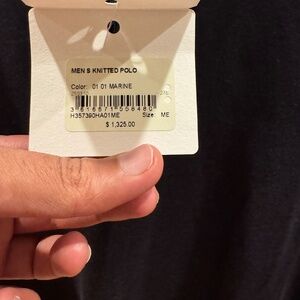 MEN S KNITTED POLO
Color: 01 01 MARINE
H357390HA01ME Size: ME
$ 1,325.00